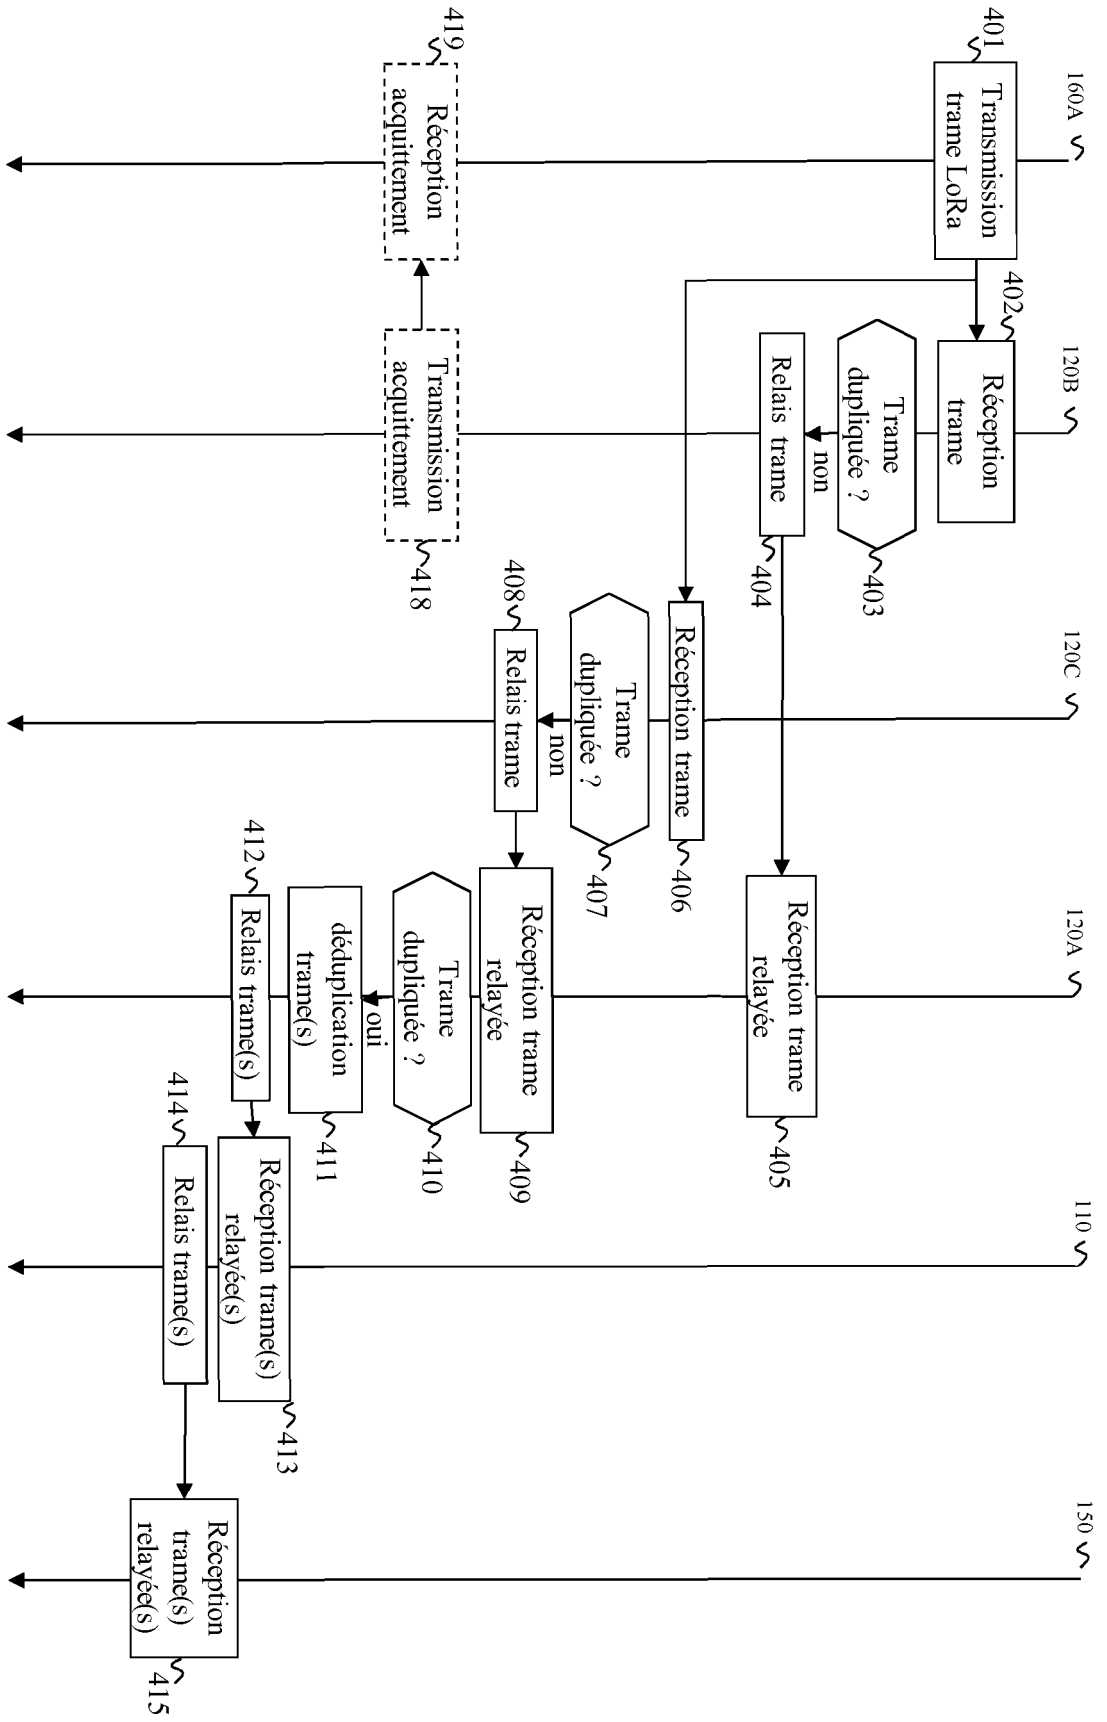 160A
120B
120C
120A
110
150
401
Transmission
trame LoRa
402
Réception
trame
Trame
dupliquée ?
403
non
Relais trame
404
Réception trame
relayée
405
Réception trame
406
Trame
dupliquée ?
407
non
408
Relais trame
Réception trame
relayée
409
419
Réception
acquittement
Transmission
acquittement
418
Trame
dupliquée ?
410
oui
déduplication
trame(s)
411
412
Relais trame(s)
Réception trame(s)
relayée(s)
413
414
Relais trame(s)
Réception
trame(s)
relayée(s)
415